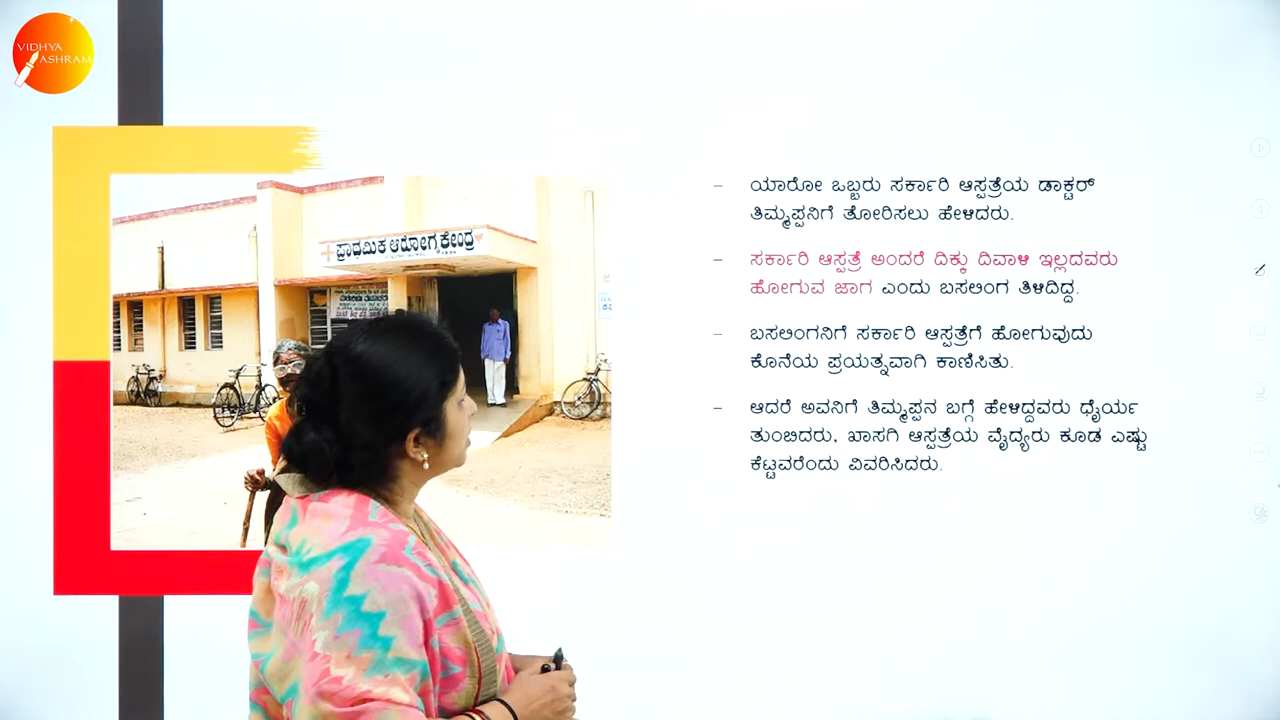 VIDHYA
ASHRAM
ಪ್ರಾಥಮಿಕ ಆರೋಗ್ಯ ಕೇಂದ್ರ
– ಯಾರೋ ಒಬ್ಬರು ಸರ್ಕಾರಿ ಆಸ್ಪತ್ರೆಯ ಡಾಕ್ಟರ್
ತಿಮ್ಮಪ್ಪನಿಗೆ ತೋರಿಸಲು ಹೇಳಿದರು.
– ಸರ್ಕಾರಿ ಆಸ್ಪತ್ರೆ ಅಂದರೆ ದಿಕ್ಕು ದಿವಾಳಿ ಇಲ್ಲದವರು
ಹೋಗುವ ಜಾಗ ಎಂದು ಬಸಲಿಂಗ ತಿಳಿದಿದ್ದ.
– ಬಸಲಿಂಗನಿಗೆ ಸರ್ಕಾರಿ ಆಸ್ಪತ್ರೆಗೆ ಹೋಗುವುದು
ಕೊನೆಯ ಪ್ರಯತ್ನವಾಗಿ ಕಾಣಿಸಿತು.
– ಆದರೆ ಅವನಿಗೆ ತಿಮ್ಮಪ್ಪನ ಬಗ್ಗೆ ಹೇಳಿದ್ದವರು ಧೈರ್ಯ
ತುಂಬಿದರು, ಖಾಸಗಿ ಆಸ್ಪತ್ರೆಯ ವೈದ್ಯರು ಕೂಡ ಎಷ್ಟು
ಕೆಟ್ಟವರೆಂದು ವಿವರಿಸಿದರು.